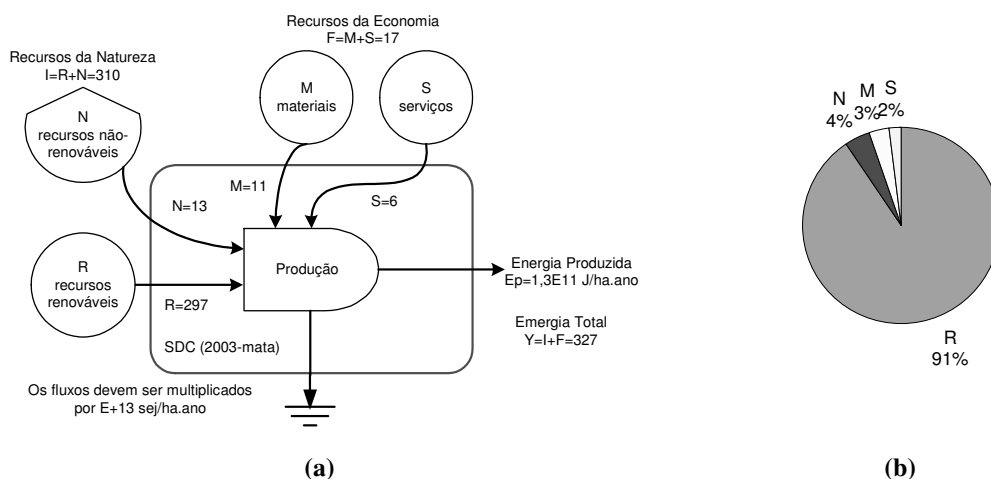 Recursos da Economia
F=M+S=17
Recursos da Natureza
I=R+N=310
M
materiais
S
serviços
N
recursos não-
renováveis
M=11
S=6
N=13
Produção
R
recursos
renováveis
R=297
Energia Produzida
Ep=1,3E11 J/ha.ano
Emergia Total
Y=I+F=327
SDC (2003-mata)
Os fluxos devem ser multiplicados
por E+13 sej/ha.ano
(a)
N
4%
M
3%
S
2%
R
91%
(b)